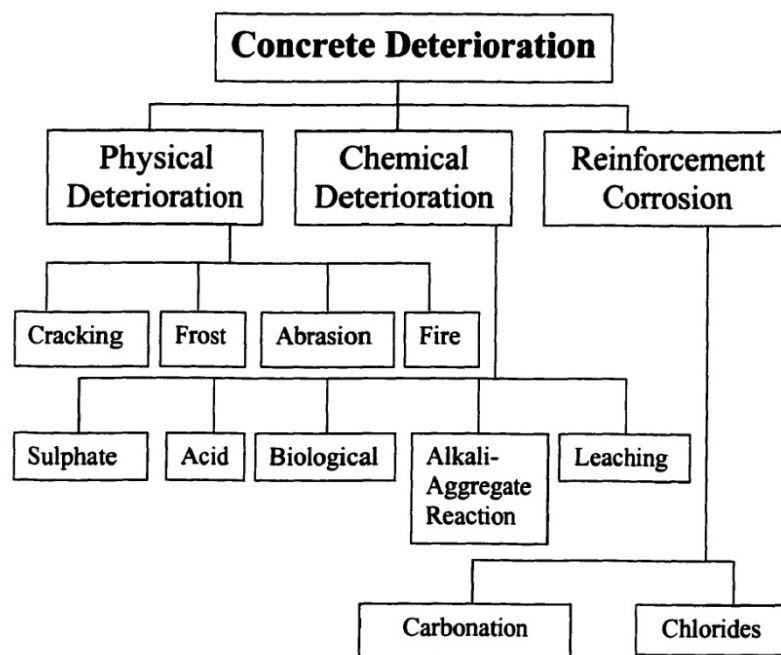 Concrete Deterioration
Physical
Deterioration
Chemical
Deterioration
Reinforcement
Corrosion
Cracking
Frost
Abrasion
Fire
Sulphate
Acid
Biological
Alkali-
Aggregate
Reaction
Leaching
Carbonation
Chlorides